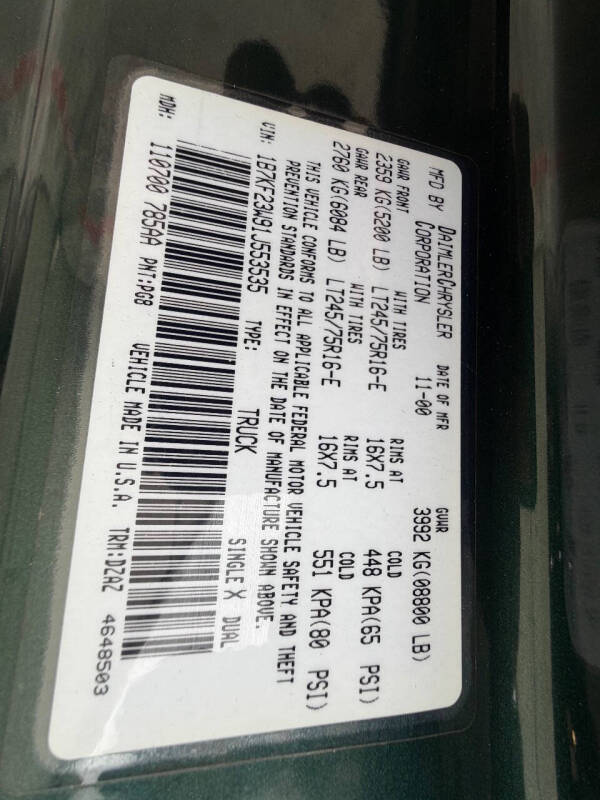 MFD BY DAIMLERCHRYSLER CORPORATION DATE OF MFR 11-00 GVWR 3992 KG(08800 LB)
GAWR FRONT WITH TIRES RIMS AT COLD
2359 KG(5200 LB) LT245/75R16-E 16X7.5 448 KPA(65 PSI)
GAWR REAR WITH TIRES RIMS AT COLD
2760 KG(6084 LB) LT245/75R16-E 16X7.5 551 KPA(80 PSI)
THIS VEHICLE CONFORMS TO ALL APPLICABLE FEDERAL MOTOR VEHICLE SAFETY AND THEFT
PREVENTION STANDARDS IN EFFECT ON THE DATE OF MANUFACTURE SHOWN ABOVE.
VIN: 1B7KF23W91J553535 TYPE: TRUCK SINGLE X DUAL
MDH: 110700 785AA PNT:PG8 VEHICLE MADE IN U.S.A. TRM:DZAZ 4648503